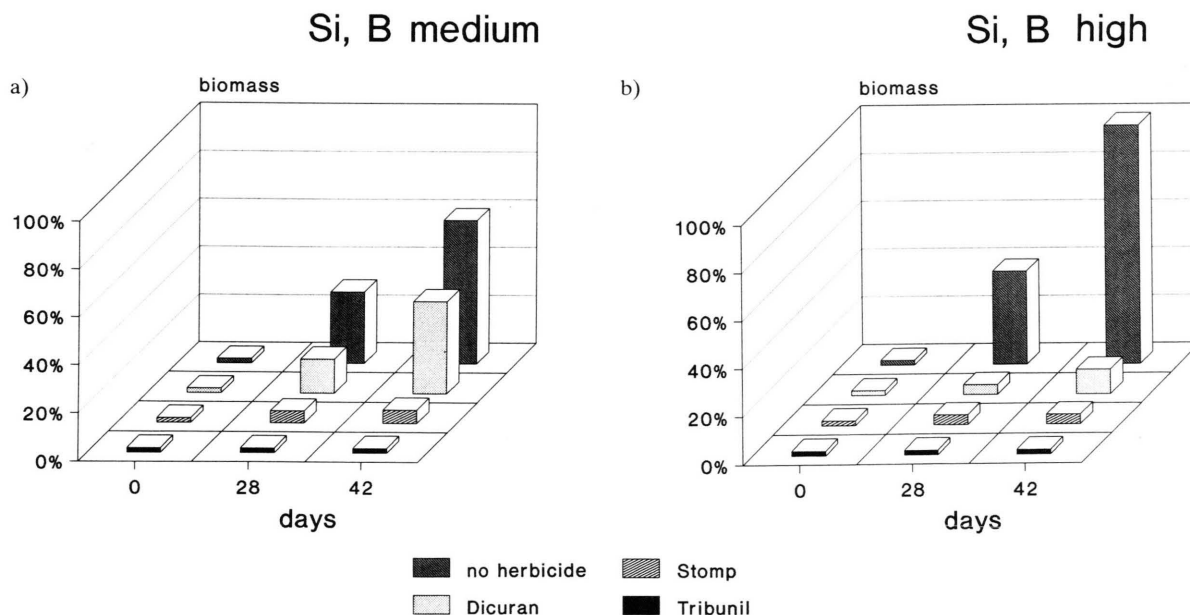 Si, B medium
a)
biomass
100%
80%
60%
40%
20%
0%
0 28 42
days
Si, B high
b)
biomass
100%
80%
60%
40%
20%
0%
0 28 42
days
no herbicide
Stomp
Dicuran
Tribunil